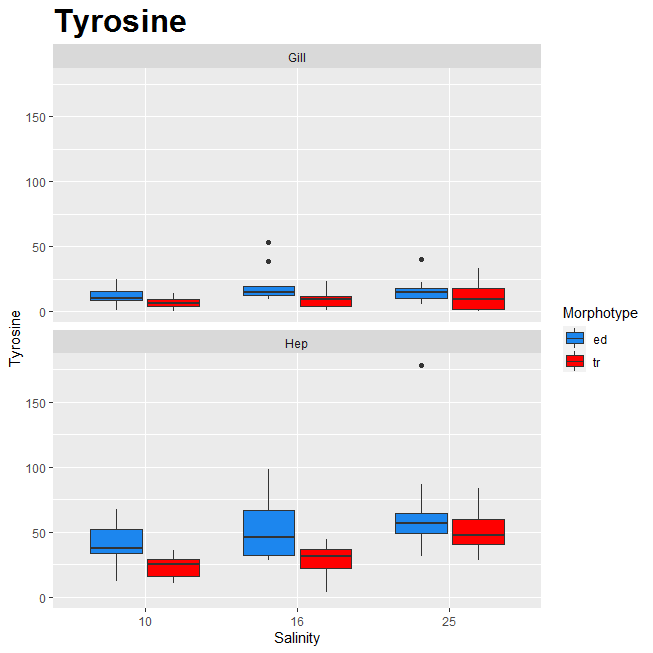 Tyrosine
Gill
150
100
50
0
Hep
150
100
50
0
10 16 25
Salinity
Tyrosine
Morphotype
ed
tr